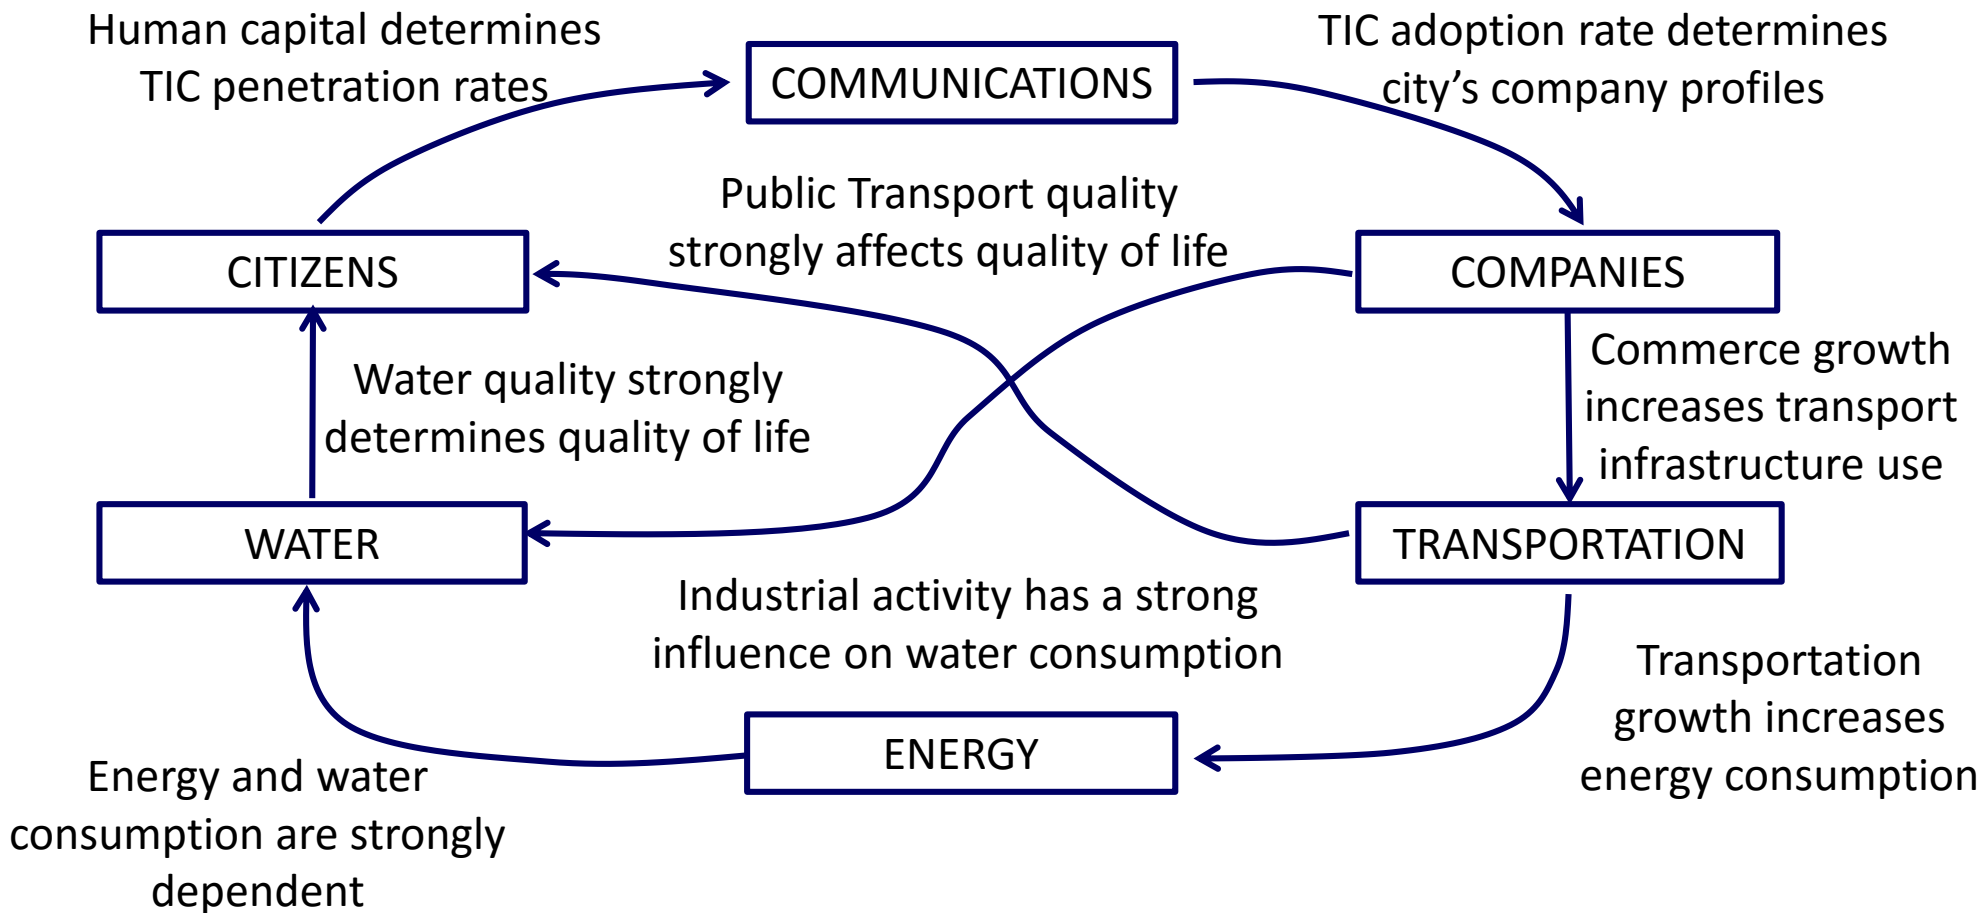 Human capital determines
TIC penetration rates
COMMUNICATIONS
TIC adoption rate determines
city’s company profiles
Public Transport quality
strongly affects quality of life
CITIZENS
COMPANIES
Water quality strongly
determines quality of life
Commerce growth
increases transport
infrastructure use
WATER
TRANSPORTATION
Industrial activity has a strong
influence on water consumption
Transportation
growth increases
energy consumption
ENERGY
Energy and water
consumption are strongly
dependent